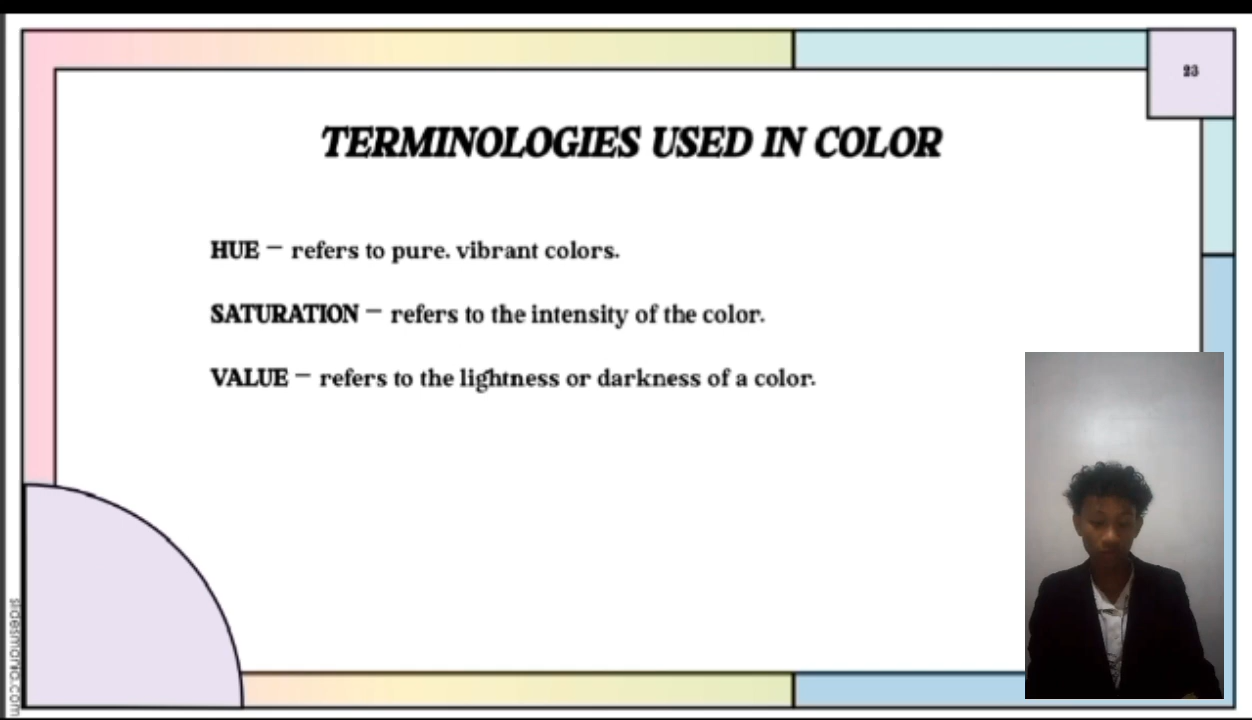 23
TERMINOLOGIES USED IN COLOR
HUE – refers to pure. vibrant colors.
SATURATION – refers to the intensity of the color.
VALUE – refers to the lightness or darkness of a color.
slidesmania.com